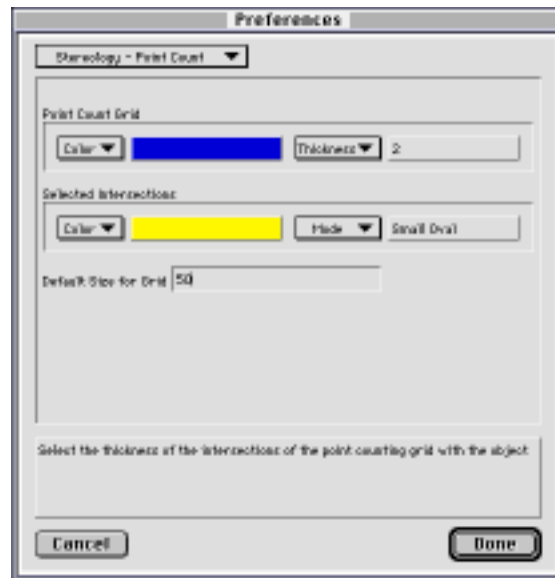 Preferences
Stereology - Point Count
Point Count Grid
Color Thickness 2
Selected Intersections
Color Mode Small Oval
Default Size for Grid 50
Select the thickness of the intersections of the point counting grid with the object
Cancel Done